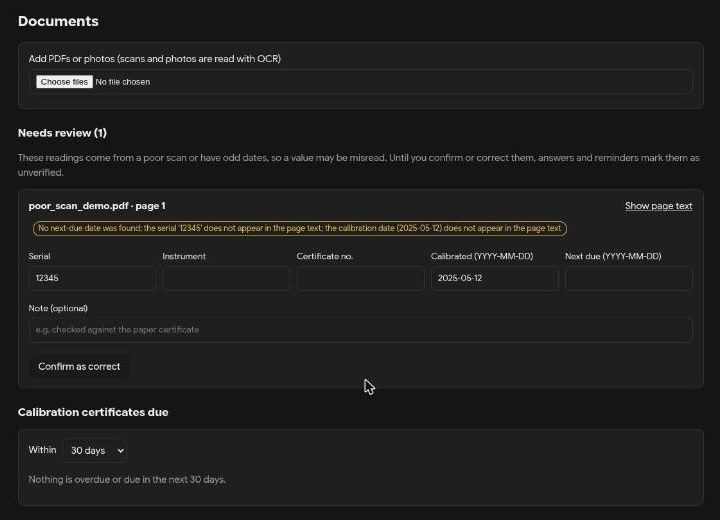 Documents
Add PDFs or photos (scans and photos are read with OCR)
Choose files No file chosen
Needs review (1)
These readings come from a poor scan or have odd dates, so a value may be misread. Until you confirm or correct them, answers and reminders mark them as
unverified.
poor_scan_demo.pdf · page 1 Show page text
No next-due date was found; the serial '12345' does not appear in the page text; the calibration date (2025-05-12) does not appear in the page text
Serial Instrument Certificate no. Calibrated (YYYY-MM-DD) Next due (YYYY-MM-DD)
12345 2025-05-12
Note (optional)
e.g. checked against the paper certificate
Confirm as correct
Calibration certificates due
Within 30 days
Nothing is overdue or due in the next 30 days.